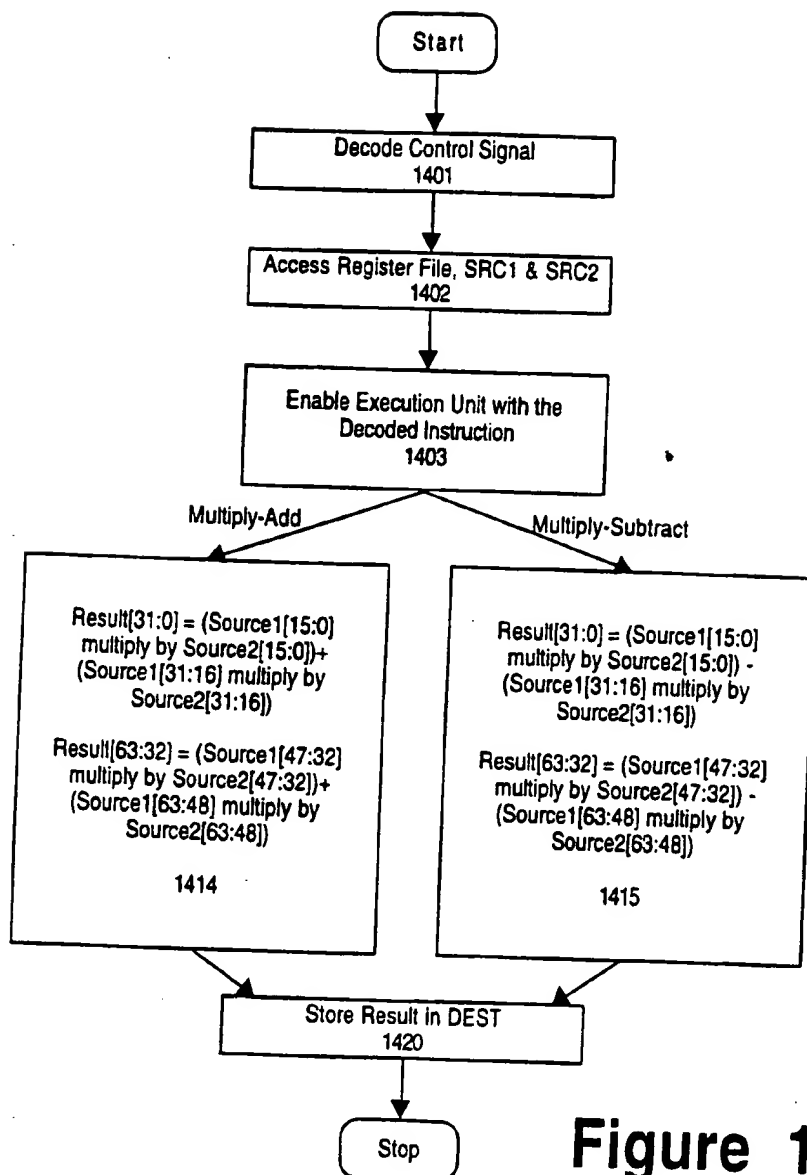 Start
Decode Control Signal
1401
Access Register File, SRC1 & SRC2
1402
Enable Execution Unit with the
Decoded Instruction
1403
Multiply-Add
Multiply-Subtract
Result[31:0] = (Source1[15:0]
multiply by Source2[15:0])+
(Source1[31:16] multiply by
Source2[31:16])
Result[63:32] = (Source1[47:32]
multiply by Source2[47:32])+
(Source1[63:48] multiply by
Source2[63:48])
1414
Result[31:0] = (Source1[15:0]
multiply by Source2[15:0]) -
(Source1[31:16] multiply by
Source2[31:16])
Result[63:32] = (Source1[47:32]
multiply by Source2[47:32]) -
(Source1[63:48] multiply by
Source2[63:48])
1415
Store Result in DEST
1420
Stop
Figure 1